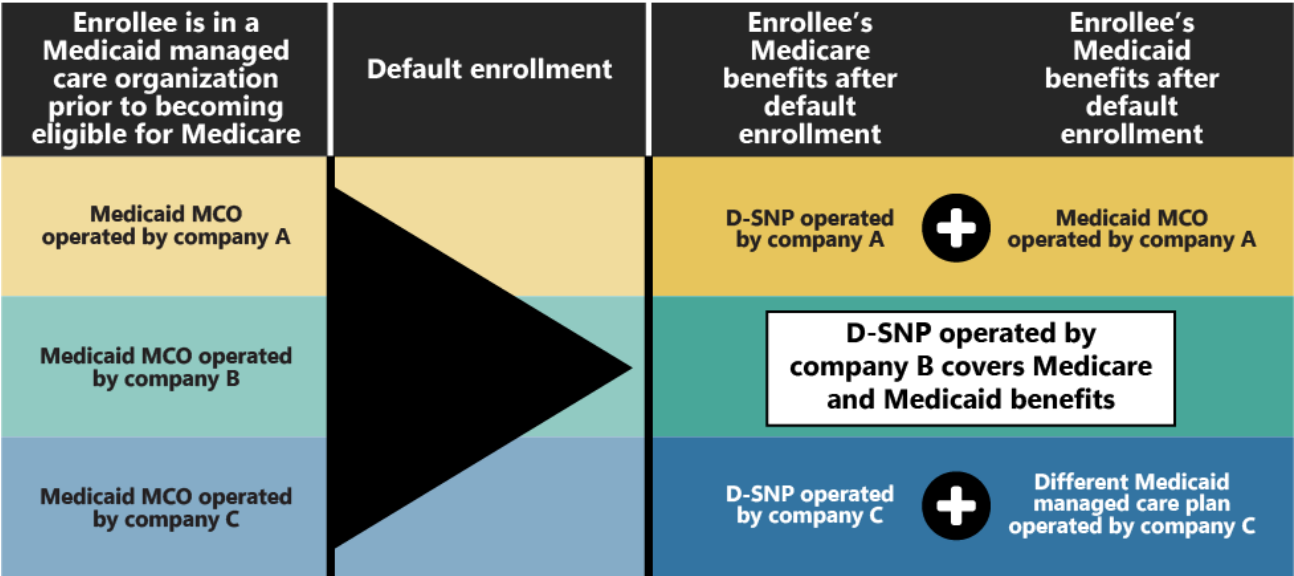 Enrollee is in a
Medicaid managed
care organization
prior to becoming
eligible for Medicare
Default enrollment
Enrollee's
Medicare
benefits after
default
enrollment
Enrollee's
Medicaid
benefits after
default
enrollment
Medicaid MCO
operated by company A
D-SNP operated
by company A
Medicaid MCO
operated by company A
Medicaid MCO operated
by company B
D-SNP operated by
company B covers Medicare
and Medicaid benefits
Medicaid MCO operated
by company C
D-SNP operated
by company C
Different Medicaid
managed care plan
operated by company C